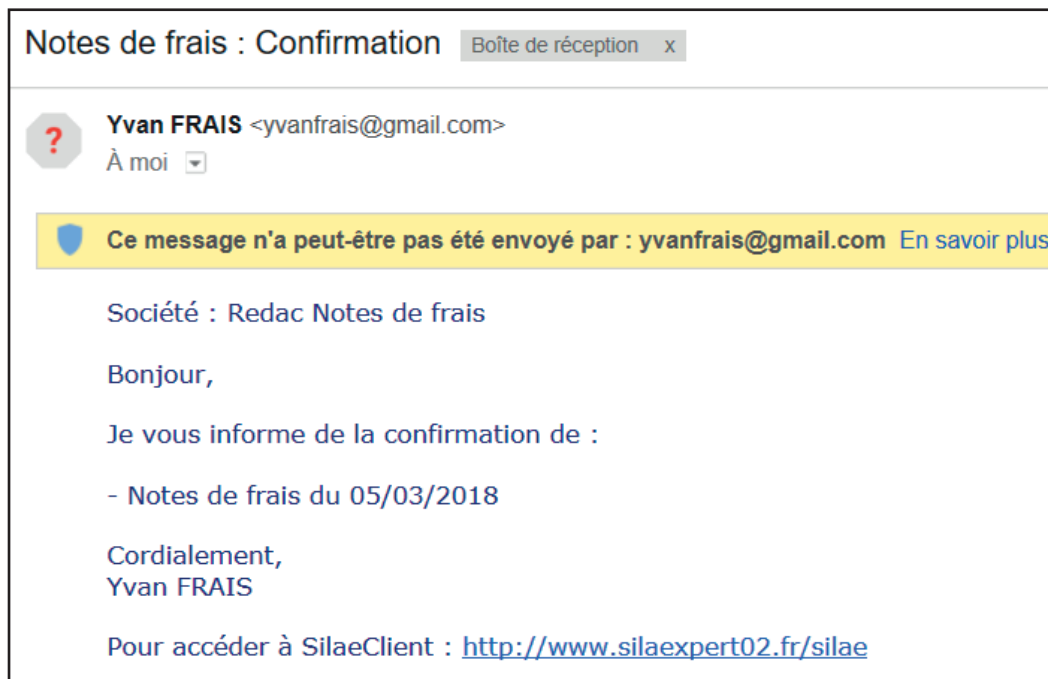 Notes de frais : Confirmation Boîte de réception x
?
Yvan FRAIS <yvanfrais@gmail.com>
À moi
Ce message n'a peut-être pas été envoyé par : yvanfrais@gmail.com En savoir plus
Société : Redac Notes de frais
Bonjour,
Je vous informe de la confirmation de :
- Notes de frais du 05/03/2018
Cordialement,
Yvan FRAIS
Pour accéder à SilaeClient : http://www.silaexpert02.fr/silae